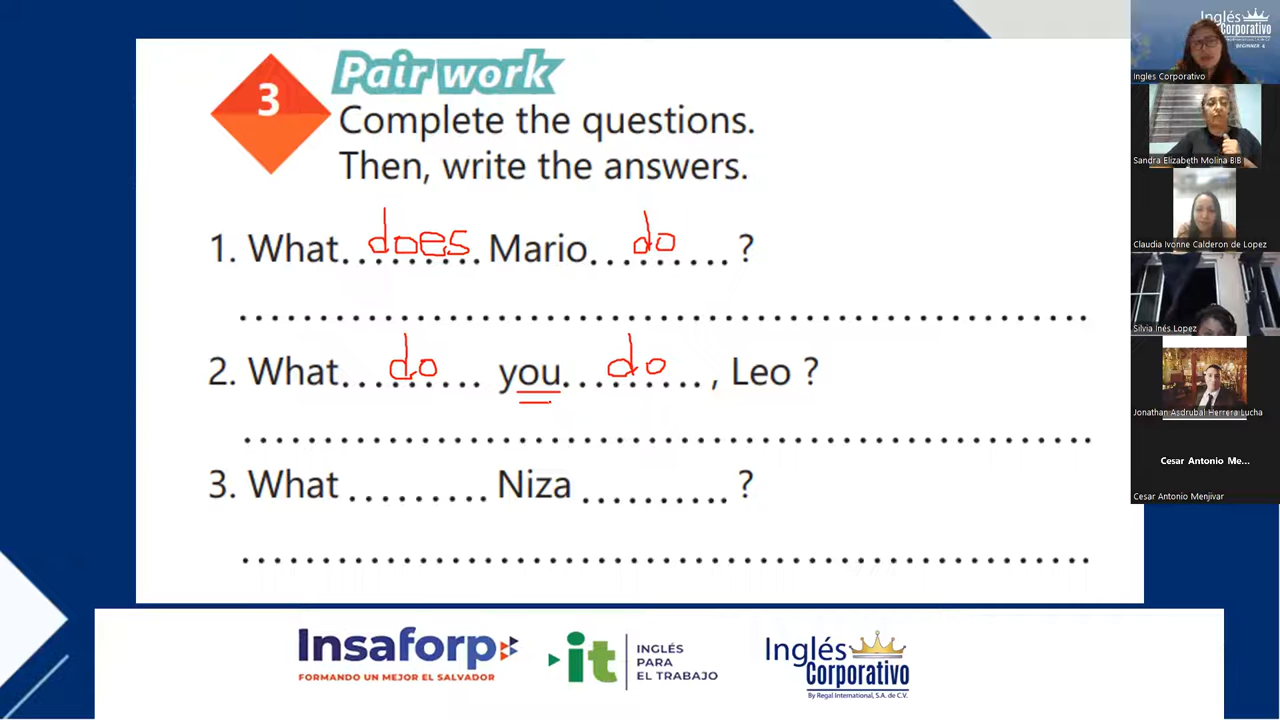 3
Pair work
Complete the questions.
Then, write the answers.
1. What does Mario do ?
2. What do you do , Leo ?
3. What ......... Niza .......... ?
Insaforp
FORMANDO UN MEJOR EL SALVADOR
it
INGLÉS
PARA
EL TRABAJO
Inglés
Corporativo
By Regal International, S.A. de C.V.
Inglés
Corporativo
BEGINNER 4
Ingles Corporativo
Sandra Elizabeth Molina BIB
Claudia Ivonne Calderon de Lopez
Silvia Inés Lopez
Jonathan Asdrubal Herrera Lucha
Cesar Antonio Me...
Cesar Antonio Menjivar